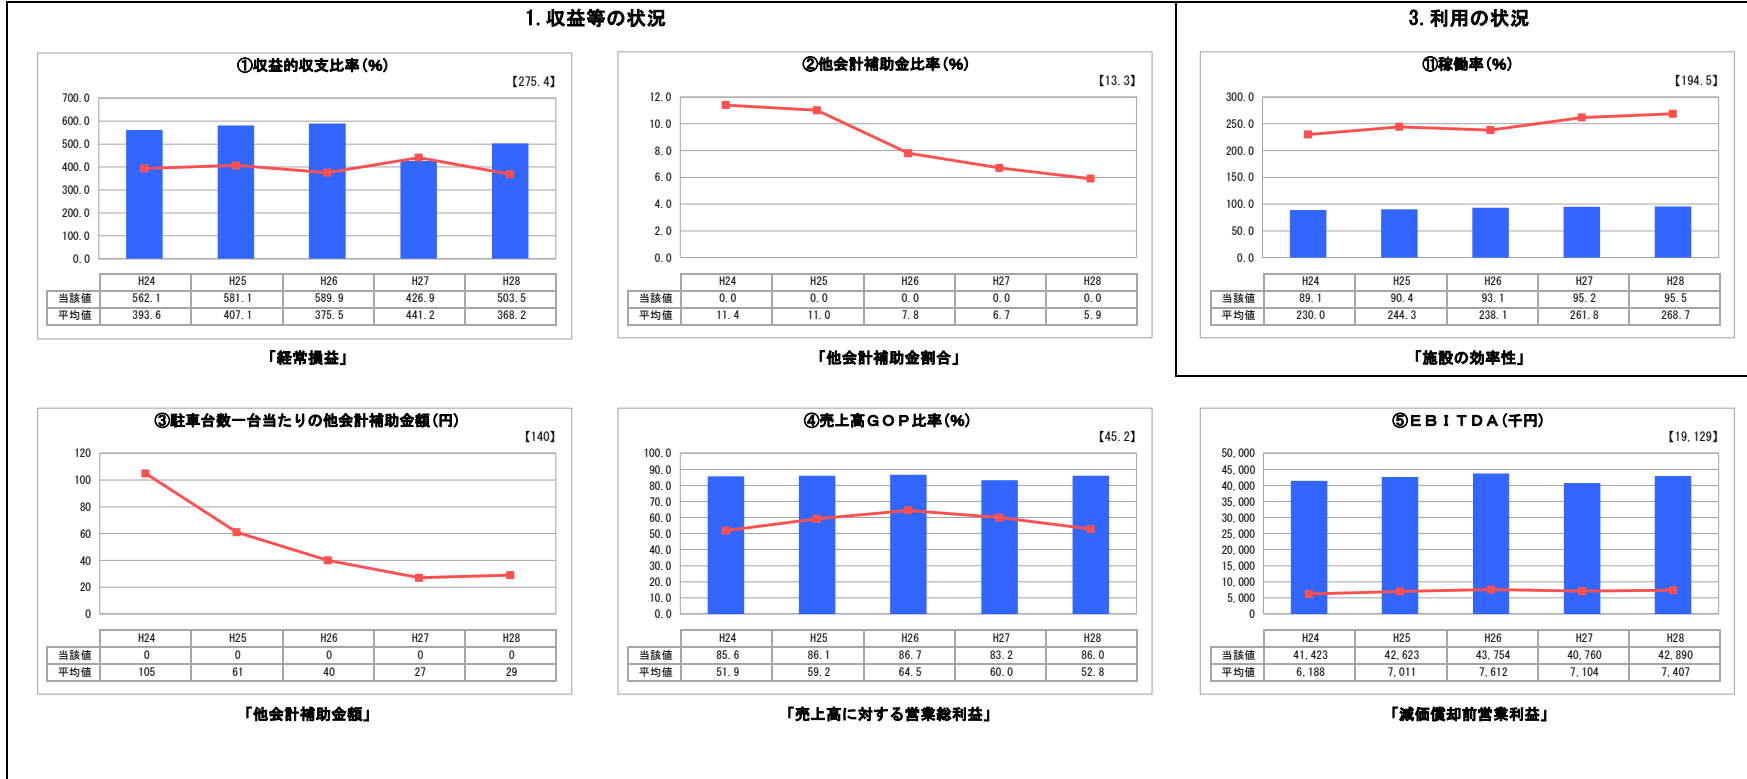 1. 収益等の状況
3. 利用の状況
①収益的収支比率(%)
【275.4】
700.0
600.0
500.0
400.0
300.0
200.0
100.0
0.0
H24 H25 H26 H27 H28
当該値 562.1 581.1 589.9 426.9 503.5
平均値 393.6 407.1 375.5 441.2 368.2
「経常損益」
②他会計補助金比率(%)
【13.3】
12.0
10.0
8.0
6.0
4.0
2.0
0.0
H24 H25 H26 H27 H28
当該値 0.0 0.0 0.0 0.0 0.0
平均値 11.4 11.0 7.8 6.7 5.9
「他会計補助金割合」
⑪稼働率(%)
【194.5】
300.0
250.0
200.0
150.0
100.0
50.0
0.0
H24 H25 H26 H27 H28
当該値 89.1 90.4 93.1 95.2 95.5
平均値 230.0 244.3 238.1 261.8 268.7
「施設の効率性」
③駐車台数一台当たりの他会計補助金額(円)
【140】
120
100
80
60
40
20
0
H24 H25 H26 H27 H28
当該値 0 0 0 0 0
平均値 105 61 40 27 29
「他会計補助金額」
④売上高ＧＯＰ比率(%)
【45.2】
100.0
90.0
80.0
70.0
60.0
50.0
40.0
30.0
20.0
10.0
0.0
H24 H25 H26 H27 H28
当該値 85.6 86.1 86.7 83.2 86.0
平均値 51.9 59.2 64.5 60.0 52.8
「売上高に対する営業総利益」
⑤ＥＢＩＴＤＡ(千円)
【19,129】
50,000
45,000
40,000
35,000
30,000
25,000
20,000
15,000
10,000
5,000
0
H24 H25 H26 H27 H28
当該値 41,423 42,623 43,754 40,760 42,890
平均値 6,188 7,011 7,612 7,104 7,407
「減価償却前営業利益」